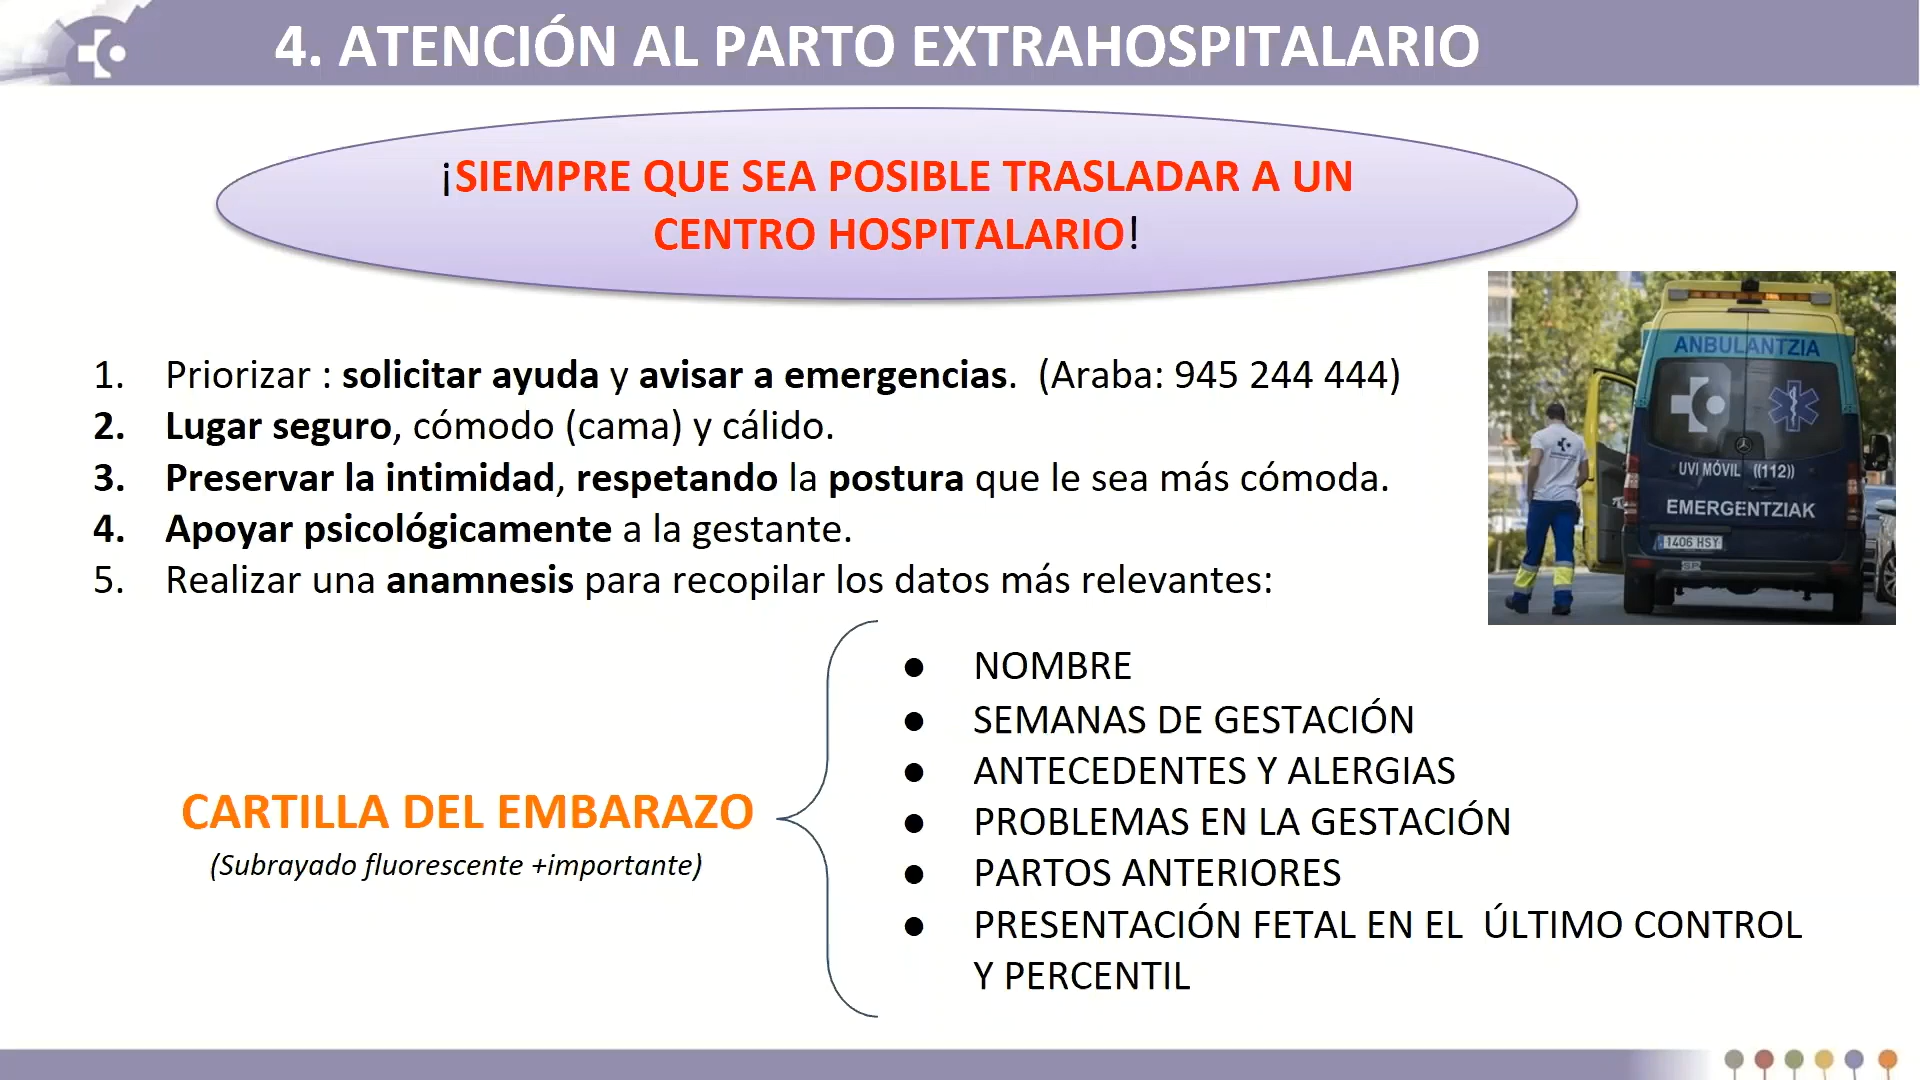 4. ATENCIÓN AL PARTO EXTRAHOSPITALARIO
¡SIEMPRE QUE SEA POSIBLE TRASLADAR A UN
CENTRO HOSPITALARIO!
1. Priorizar : solicitar ayuda y avisar a emergencias. (Araba: 945 244 444)
2. Lugar seguro, cómodo (cama) y cálido.
3. Preservar la intimidad, respetando la postura que le sea más cómoda.
4. Apoyar psicológicamente a la gestante.
5. Realizar una anamnesis para recopilar los datos más relevantes:
ANBULANTZIA
UVI MÓVIL ((112))
EMERGENTZIAK
1406 HSY
CARTILLA DEL EMBARAZO
(Subrayado fluorescente +importante)
● NOMBRE
● SEMANAS DE GESTACIÓN
● ANTECEDENTES Y ALERGIAS
● PROBLEMAS EN LA GESTACIÓN
● PARTOS ANTERIORES
● PRESENTACIÓN FETAL EN EL ÚLTIMO CONTROL
Y PERCENTIL